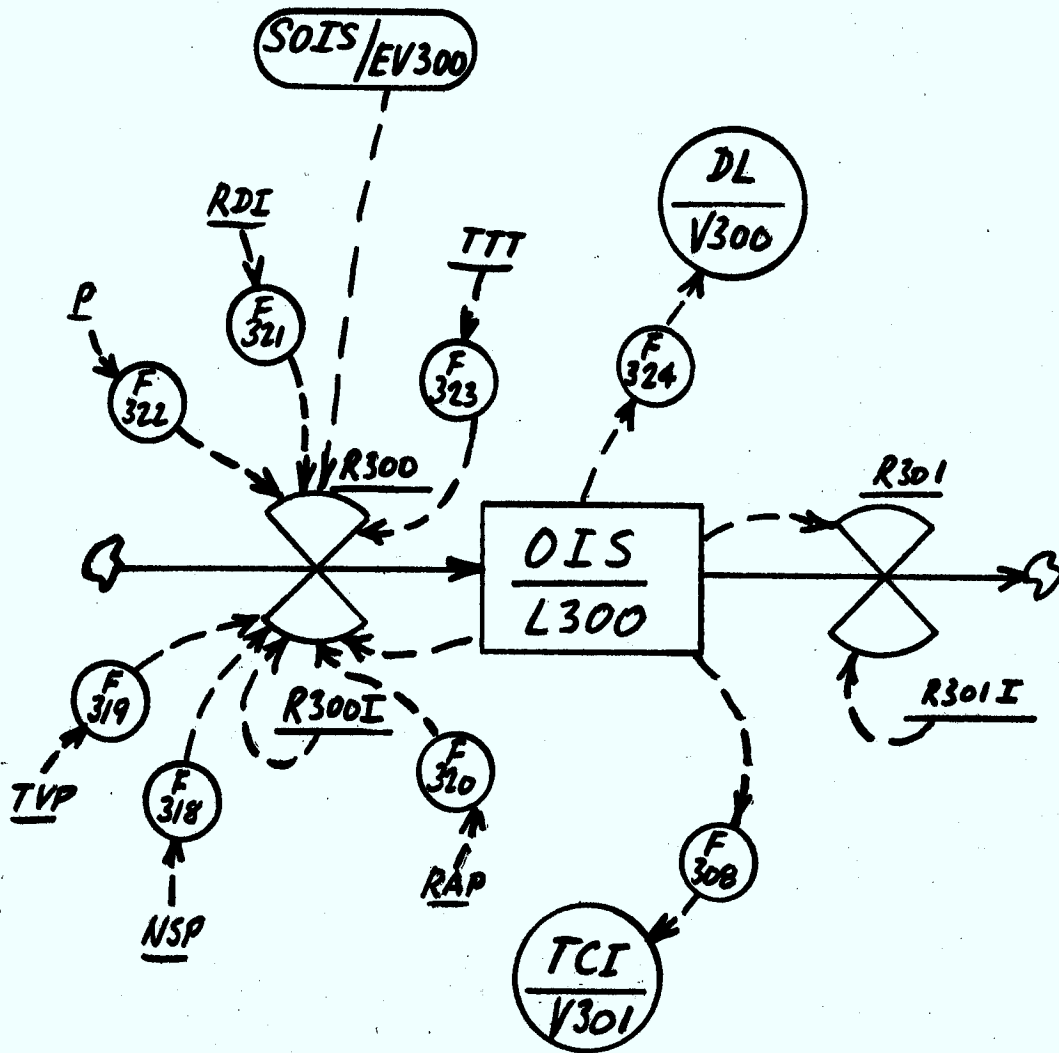 SOIS/EV300
DL
V300
RDI
TTT
P
F
321
F
324
F
323
F
322
R300
R301
OIS
L300
F
319
R300I
R301I
F
320
TVP
F
318
F
308
RAP
NSP
TCI
V301